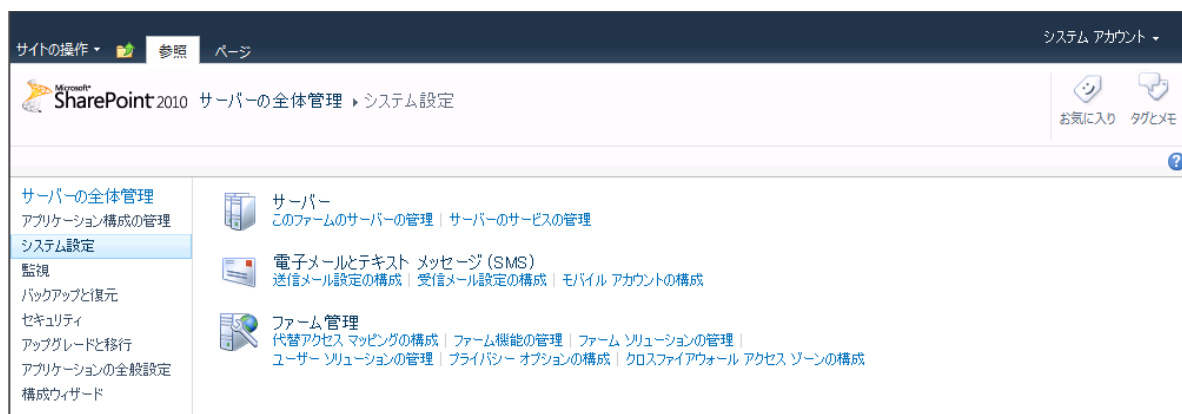 システム アカウント
サイトの操作 参照 ページ
Microsoft SharePoint 2010 サーバーの全体管理 ▸ システム設定
お気に入り タグとメモ
サーバーの全体管理
アプリケーション構成の管理
システム設定
監視
バックアップと復元
セキュリティ
アップグレードと移行
アプリケーションの全般設定
構成ウィザード
サーバー
このファームのサーバーの管理 | サーバーのサービスの管理
電子メールとテキスト メッセージ (SMS)
送信メール設定の構成 | 受信メール設定の構成 | モバイル アカウントの構成
ファーム管理
代替アクセス マッピングの構成 | ファーム機能の管理 | ファーム ソリューションの管理 |
ユーザー ソリューションの管理 | プライバシー オプションの構成 | クロスファイアウォール アクセス ゾーンの構成